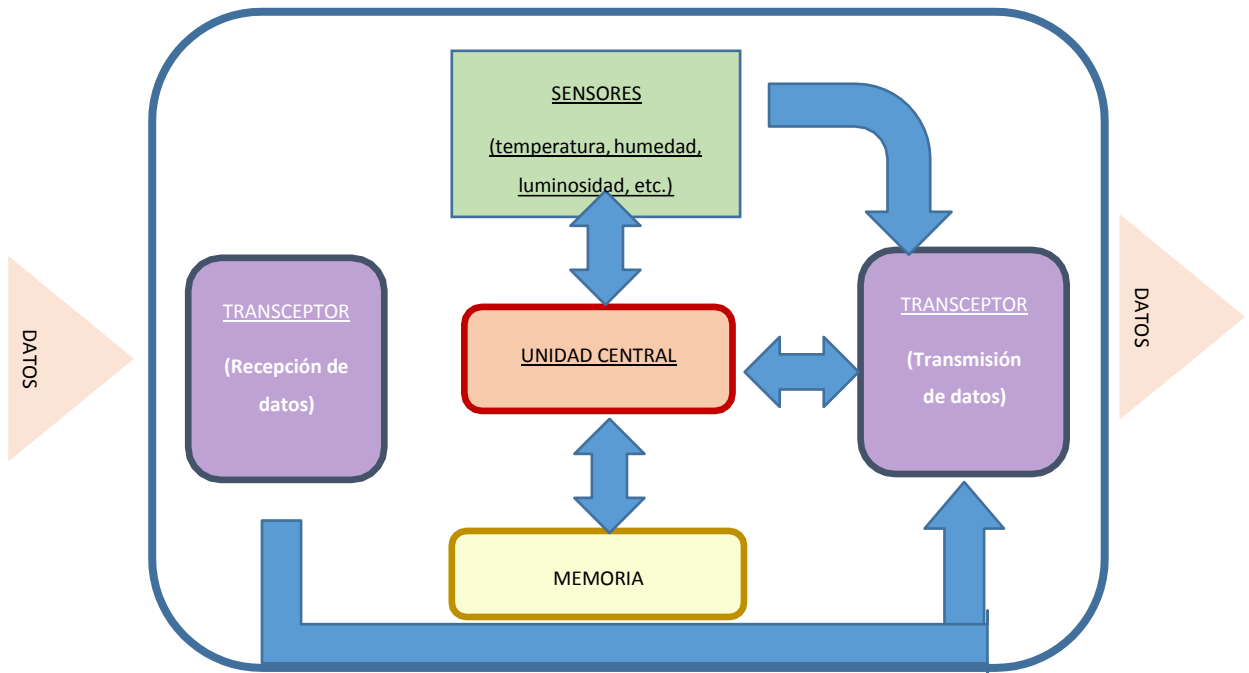 SENSORES
(temperatura, humedad,
luminosidad, etc.)
DATOS
TRANSCEPTOR
(Recepción de
datos)
UNIDAD CENTRAL
TRANSCEPTOR
(Transmisión
de datos)
DATOS
MEMORIA